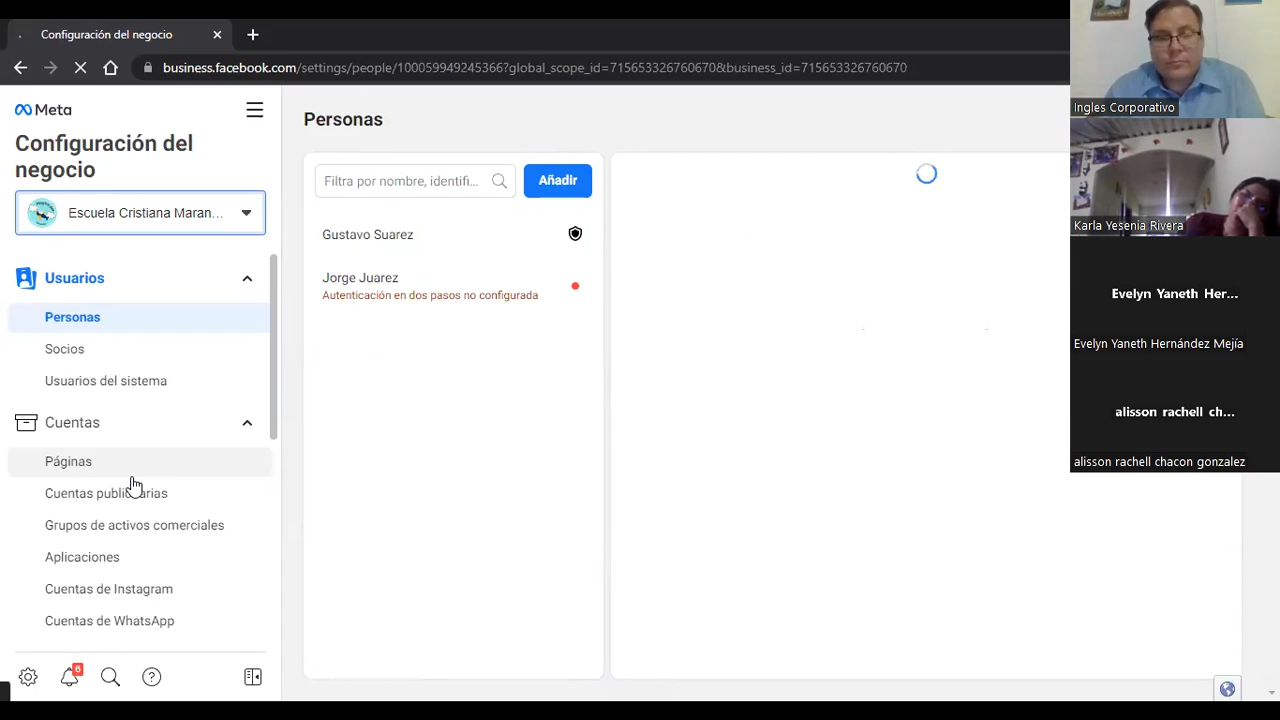 Configuración del negocio
business.facebook.com/settings/people/100059949245366?global_scope_id=715653326760670&business_id=715653326760670
Meta
Configuración del
negocio
Escuela Cristiana Maran...
Usuarios
Personas
Socios
Usuarios del sistema
Cuentas
Páginas
Cuentas publicitarias
Grupos de activos comerciales
Aplicaciones
Cuentas de Instagram
Cuentas de WhatsApp
6
Personas
Filtra por nombre, identifi...
Añadir
Gustavo Suarez
Jorge Juarez
Autenticación en dos pasos no configurada
Ingles Corporativo
Karla Yesenia Rivera
Evelyn Yaneth Her...
Evelyn Yaneth Hernández Mejía
alisson rachell ch...
alisson rachell chacon gonzalez